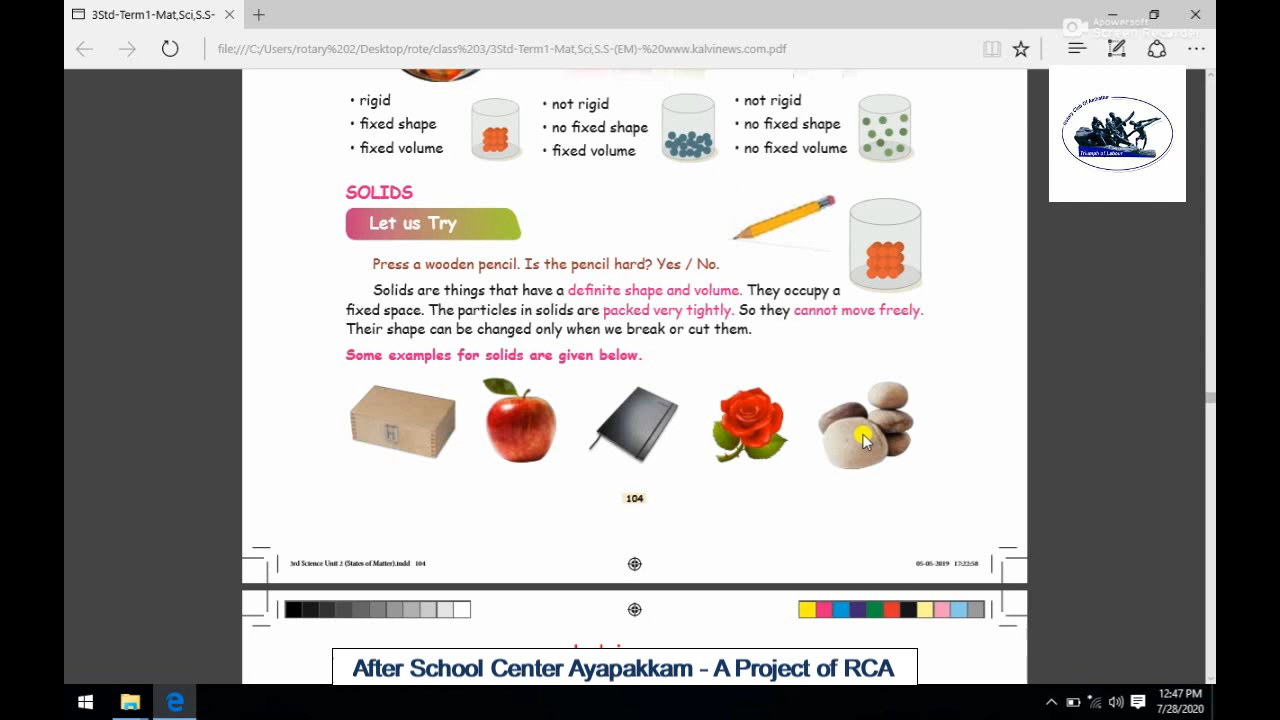 3Std-Term1-Mat,Sci,S.S-
Apowersoft
Screen Recorder
file:///C:/Users/rotary%202/Desktop/rote/class%203/3Std-Term1-Mat,Sci,S.S-(EM)-%20www.kalvinews.com.pdf
• rigid
• fixed shape
• fixed volume
• not rigid
• no fixed shape
• fixed volume
• not rigid
• no fixed shape
• no fixed volume
Triumph of Labour
SOLIDS
Let us Try
Press a wooden pencil. Is the pencil hard? Yes / No.
Solids are things that have a definite shape and volume. They occupy a
fixed space. The particles in solids are packed very tightly. So they cannot move freely.
Their shape can be changed only when we break or cut them.
Some examples for solids are given below.
104
3rd Science Unit 2 (States of Matter).indd 104
05-05-2019 17:22:58
After School Center Ayapakkam - A Project of RCA
12:47 PM
7/28/2020